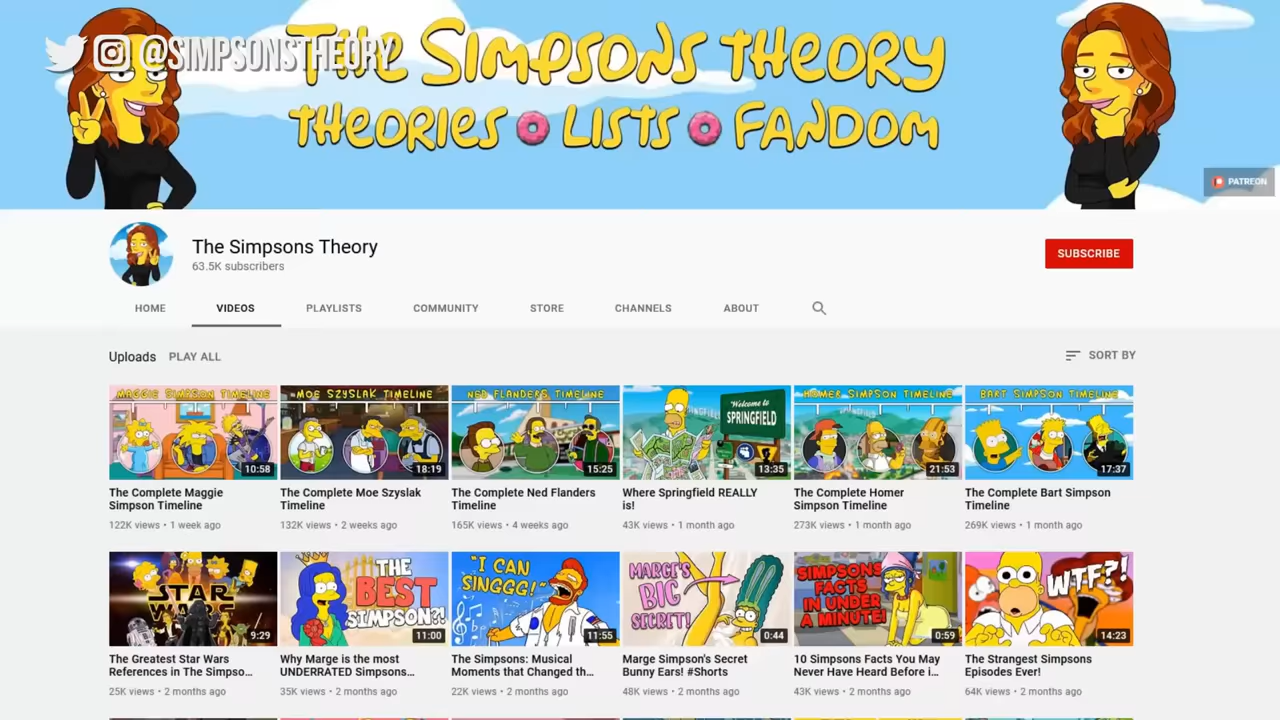 @SIMPSONSTHEORY
THE SIMPSONS THEORY
THEORIES LISTS FANDOM
PATREON
The Simpsons Theory
63.5K subscribers
SUBSCRIBE
HOME VIDEOS PLAYLISTS COMMUNITY STORE CHANNELS ABOUT
Uploads PLAY ALL SORT BY
MAGGIE SIMPSON TIMELINE
10:58
MOE SZYSLAK TIMELINE
18:19
NED FLANDERS TIMELINE
15:25
"Welcome to
SPRINGFIELD
13:35
HOMER SIMPSON TIMELINE
21:53
BART SIMPSON TIMELINE
17:37
The Complete Maggie
Simpson Timeline
122K views • 1 week ago
The Complete Moe Szyslak
Timeline
132K views • 2 weeks ago
The Complete Ned Flanders
Timeline
165K views • 4 weeks ago
Where Springfield REALLY
is!
43K views • 1 month ago
The Complete Homer
Simpson Timeline
273K views • 1 month ago
The Complete Bart Simpson
Timeline
269K views • 1 month ago
STAR
WARS
9:29
THE
BEST
SIMPSON?!
11:00
"I CAN
SINGGG!"
11:55
MARGE'S
BIG
SECRET!
0:44
SIMPSONS
FACTS
IN UNDER
A MINUTE!
0:59
WTF?!
14:23
The Greatest Star Wars
References in The Simpso...
25K views • 2 months ago
Why Marge is the most
UNDERRATED Simpsons...
35K views • 2 months ago
The Simpsons: Musical
Moments that Changed th...
22K views • 2 months ago
Marge Simpson's Secret
Bunny Ears! #Shorts
48K views • 2 months ago
10 Simpsons Facts You May
Never Have Heard Before i...
43K views • 2 months ago
The Strangest Simpsons
Episodes Ever!
64K views • 2 months ago